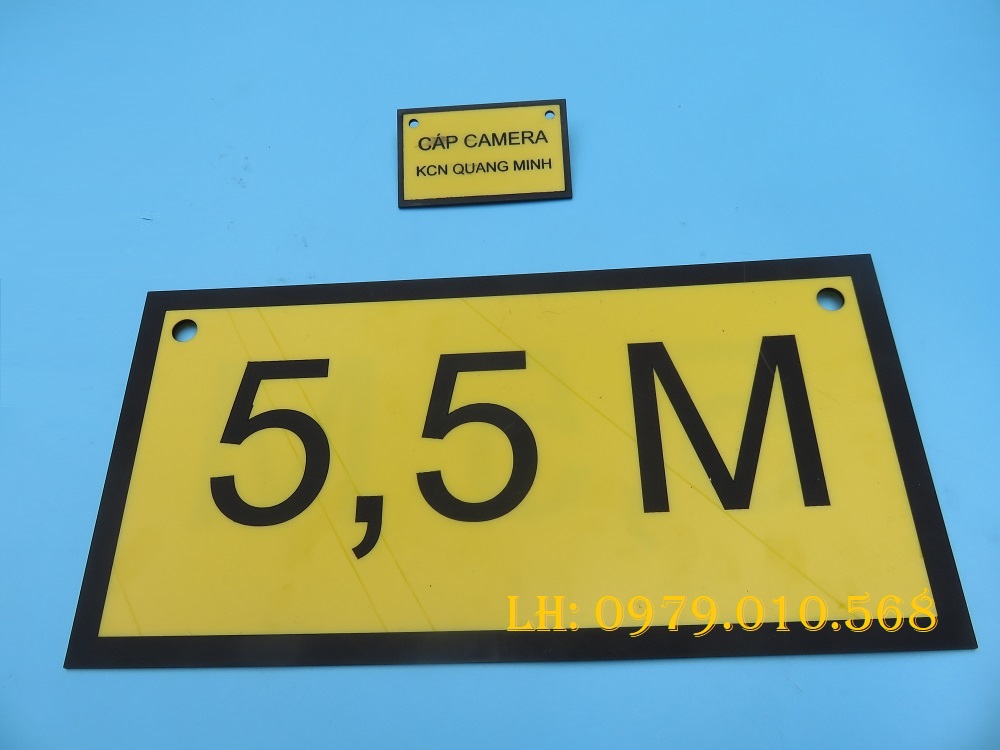 CÁP CAMERA
KCN QUANG MINH
5,5 M
LH: 0979.010.568